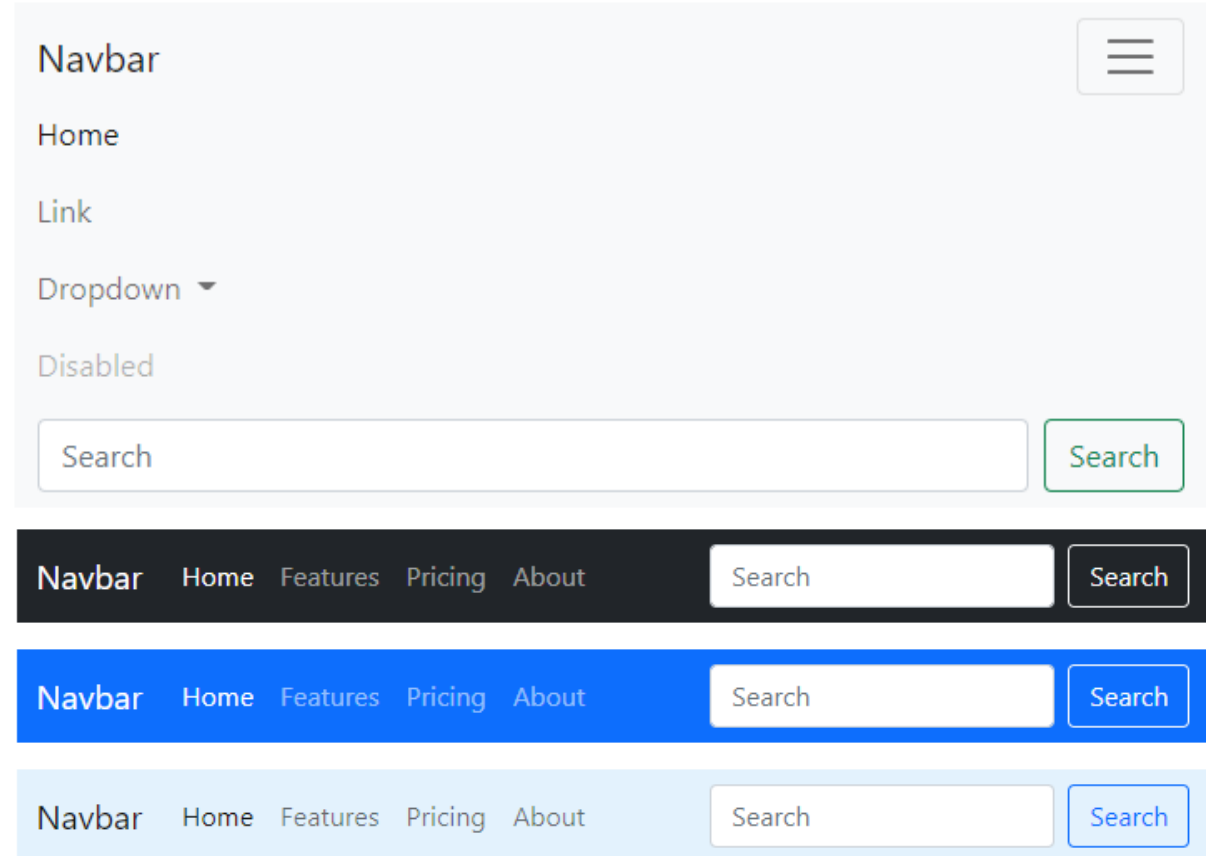 Navbar
Home
Link
Dropdown
Disabled
Search Search
Navbar Home Features Pricing About Search Search
Navbar Home Features Pricing About Search Search
Navbar Home Features Pricing About Search Search